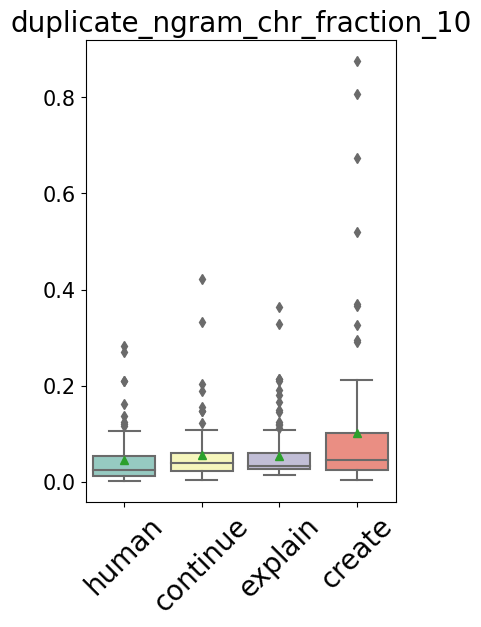 duplicate_ngram_chr_fraction_10
0.8
0.6
0.4
0.2
0.0
human
continue
explain
create